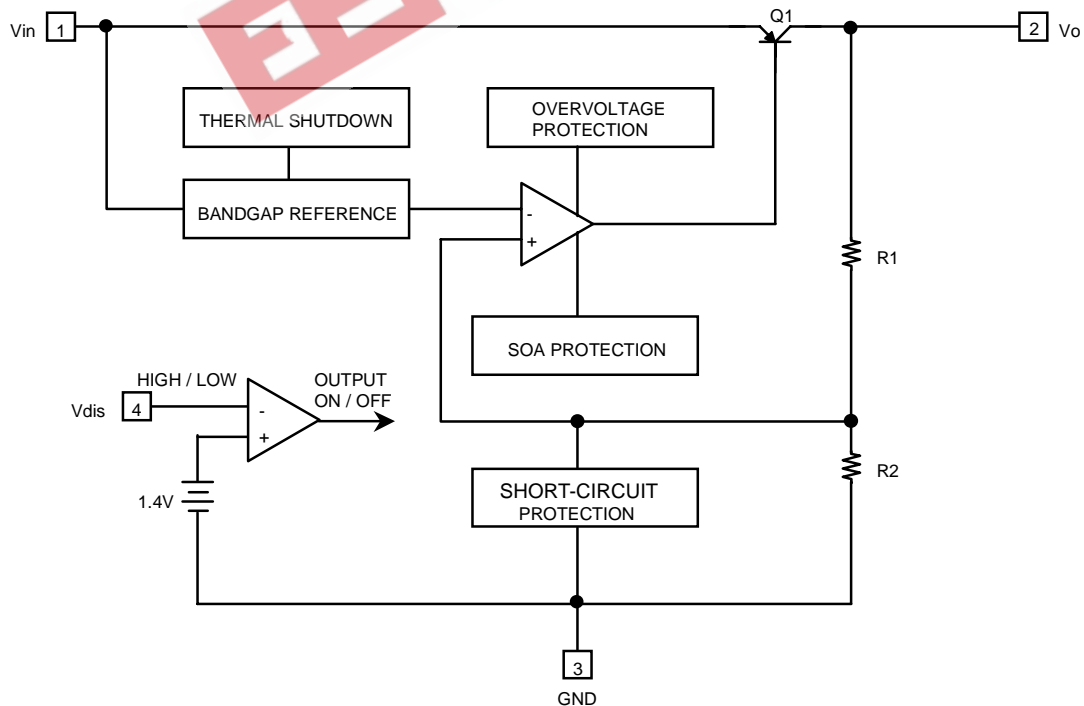 Q1
Vin 1
2 Vo
THERMAL SHUTDOWN
OVERVOLTAGE
PROTECTION
BANDGAP REFERENCE
-
+
R1
SOA PROTECTION
HIGH / LOW
OUTPUT
ON / OFF
Vdis 4
-
+
R2
1.4V
SHORT-CIRCUIT
PROTECTION
3
GND